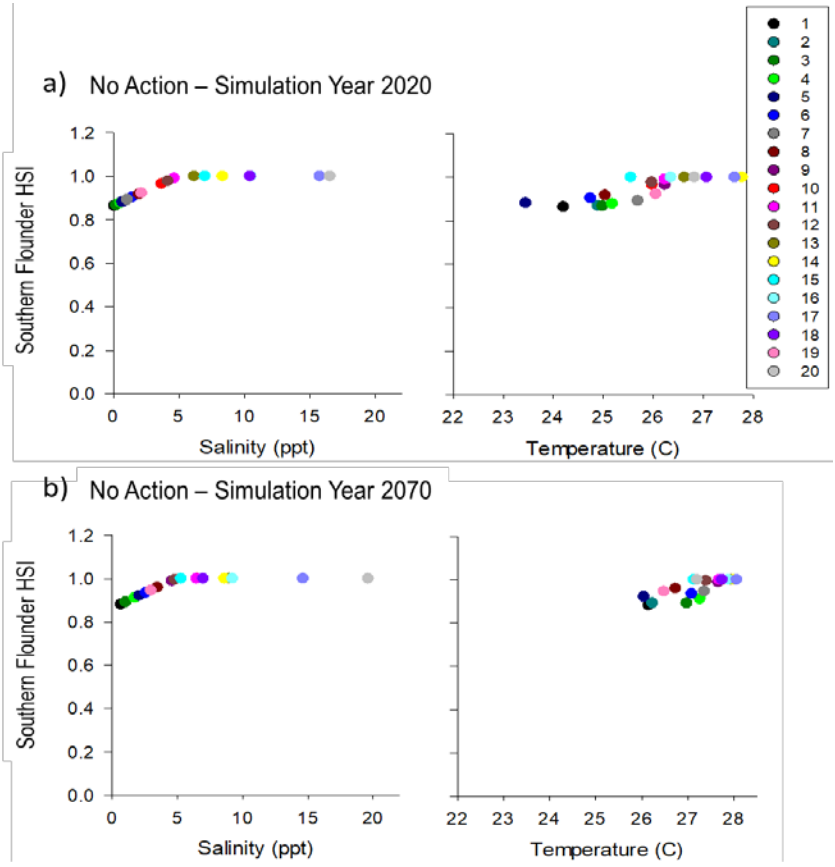 a) No Action – Simulation Year 2020
Southern Flounder HSI
1.2
1.0
0.8
0.6
0.4
0.2
0.0
0 5 10 15 20
Salinity (ppt)
22 23 24 25 26 27 28
Temperature (C)
1
2
3
4
5
6
7
8
9
10
11
12
13
14
15
16
17
18
19
20
b) No Action – Simulation Year 2070
Southern Flounder HSI
1.2
1.0
0.8
0.6
0.4
0.2
0.0
0 5 10 15 20
Salinity (ppt)
22 23 24 25 26 27 28
Temperature (C)